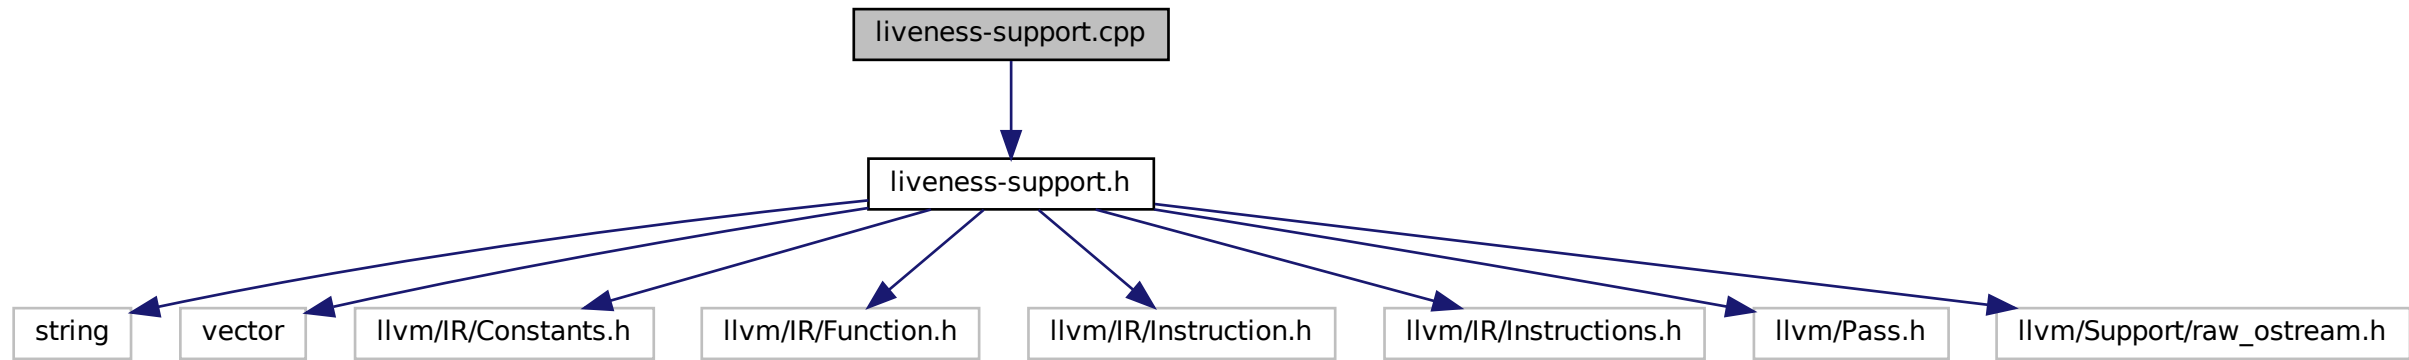 liveness-support.cpp
liveness-support.h
string
vector
llvm/IR/Constants.h
llvm/IR/Function.h
llvm/IR/Instruction.h
llvm/IR/Instructions.h
llvm/Pass.h
llvm/Support/raw_ostream.h